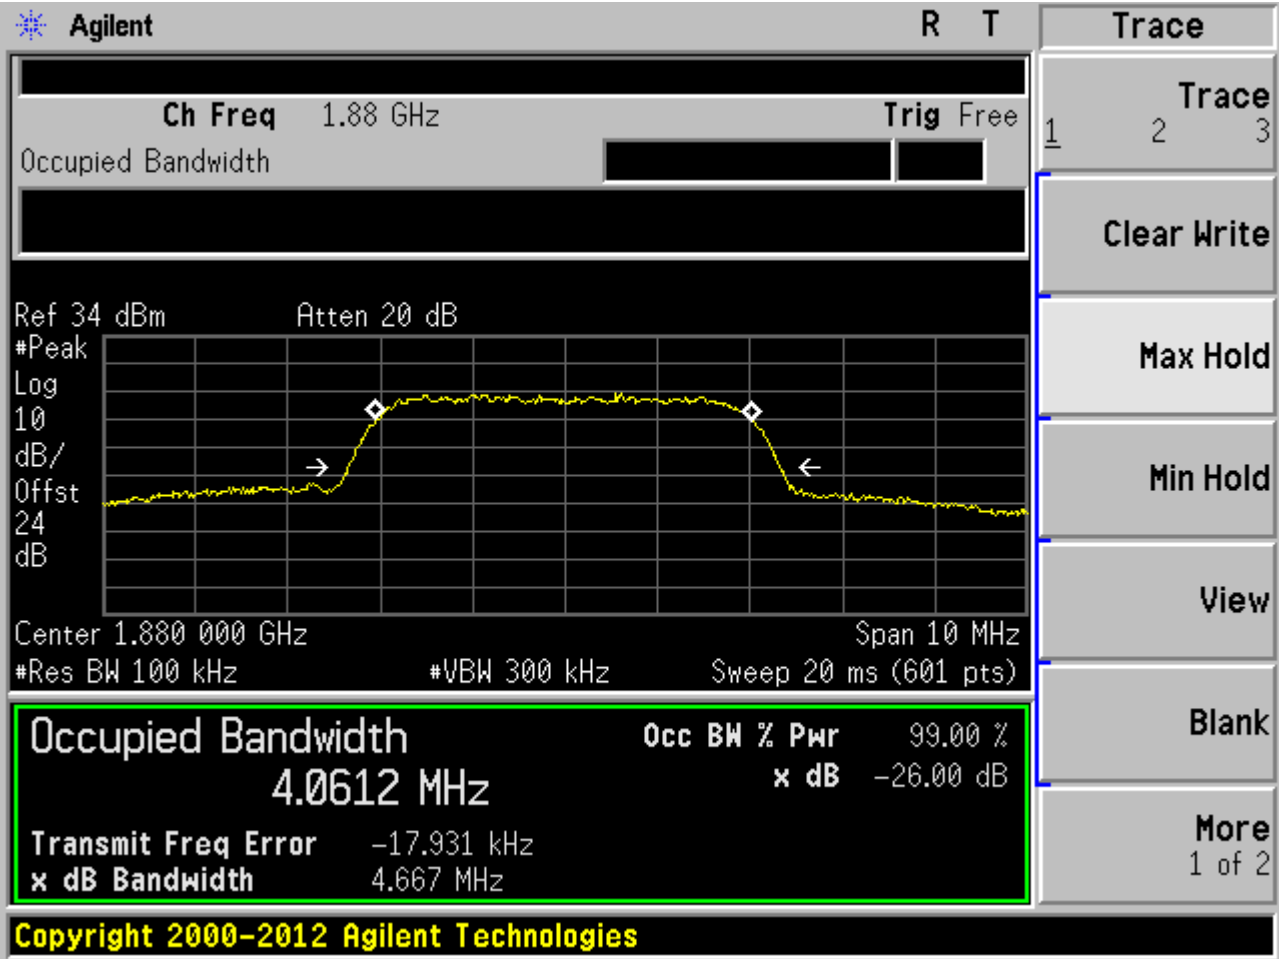 Agilent R T Trace
Ch Freq 1.88 GHz Trig Free
Occupied Bandwidth
Trace
1 2 3
Clear Write
Max Hold
Min Hold
View
Blank
More
1 of 2
Ref 34 dBm Atten 20 dB
#Peak
Log
10
dB/
Offst
24
dB
Center 1.880 000 GHz Span 10 MHz
#Res BW 100 kHz #VBW 300 kHz Sweep 20 ms (601 pts)
Occupied Bandwidth Occ BW % Pwr 99.00 %
4.0612 MHz x dB -26.00 dB
Transmit Freq Error -17.931 kHz
x dB Bandwidth 4.667 MHz
Copyright 2000-2012 Agilent Technologies